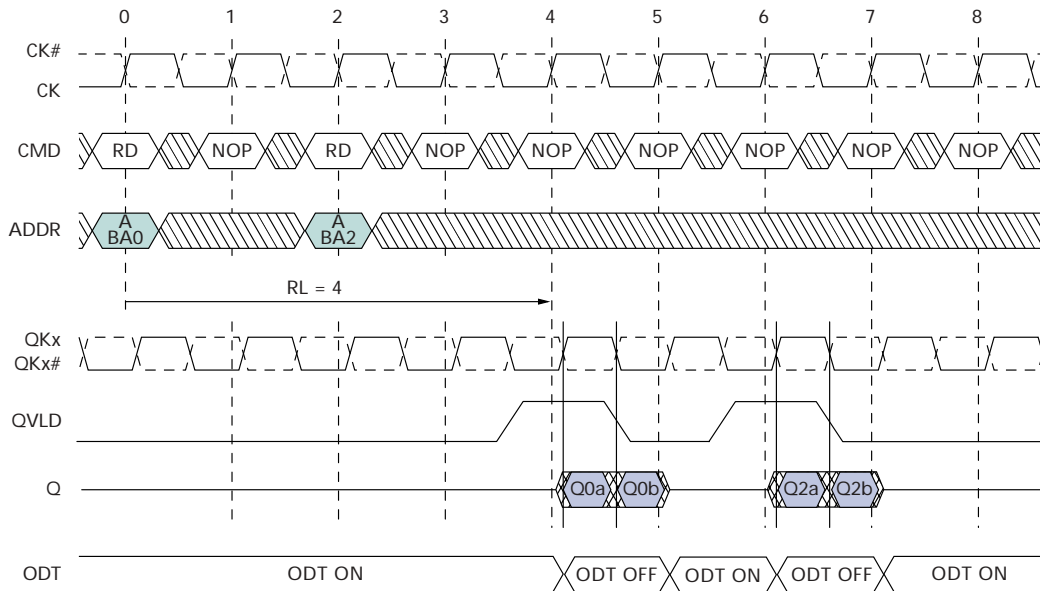 0 1 2 3 4 5 6 7 8
CK#
CK
CMD RD NOP RD NOP NOP NOP NOP NOP NOP
ADDR A BA0 A BA2
RL = 4
QKx
QKx#
QVLD
Q Q0a Q0b Q2a Q2b
ODT ODT ON ODT OFF ODT ON ODT OFF ODT ON